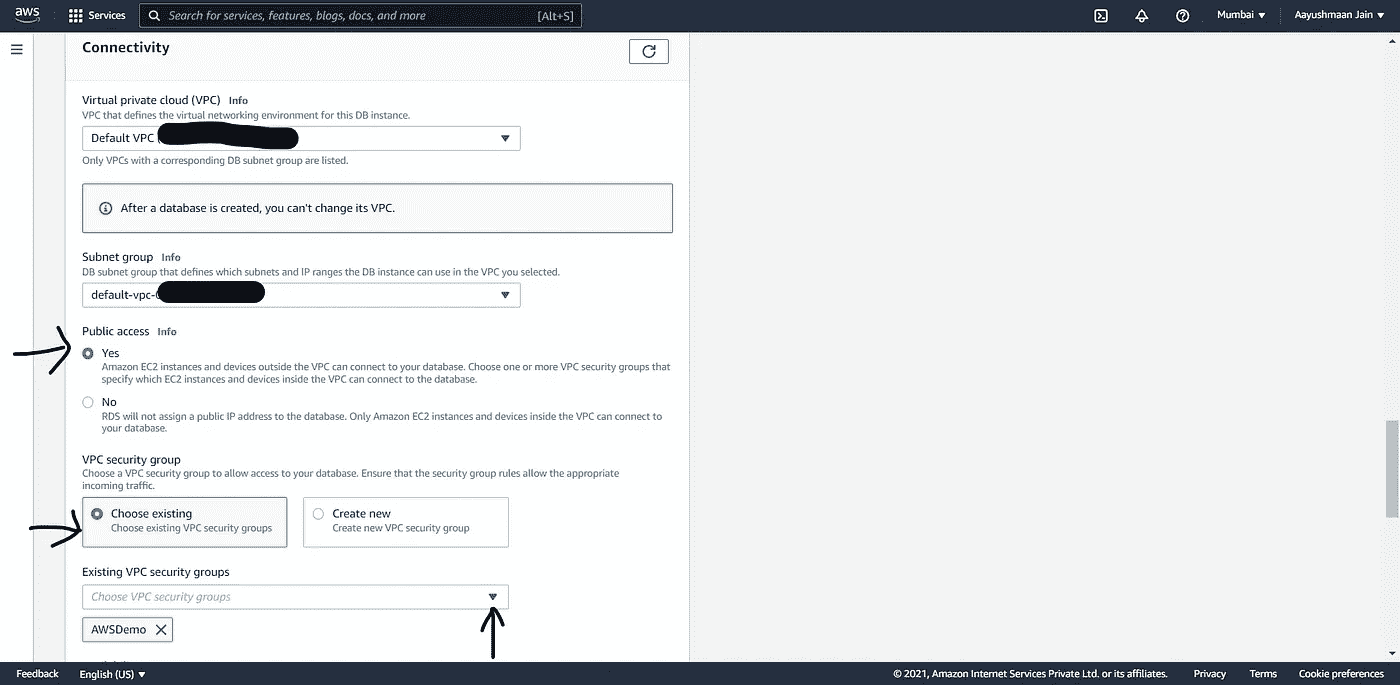 aws
Services
Search for services, features, blogs, docs, and more
[Alt+S]
Mumbai
Aayushmaan Jain
Connectivity
Virtual private cloud (VPC) Info
VPC that defines the virtual networking environment for this DB instance.
Default VPC (
Only VPCs with a corresponding DB subnet group are listed.
After a database is created, you can't change its VPC.
Subnet group Info
DB subnet group that defines which subnets and IP ranges the DB instance can use in the VPC you selected.
default-vpc-
Public access Info
Yes
Amazon EC2 instances and devices outside the VPC can connect to your database. Choose one or more VPC security groups that
specify which EC2 instances and devices inside the VPC can connect to the database.
No
RDS will not assign a public IP address to the database. Only Amazon EC2 instances and devices inside the VPC can connect to
your database.
VPC security group
Choose a VPC security group to allow access to your database. Ensure that the security group rules allow the appropriate
incoming traffic.
Choose existing
Choose existing VPC security groups
Create new
Create new VPC security group
Existing VPC security groups
Choose VPC security groups
AWSDemo
Feedback
English (US)
© 2021, Amazon Internet Services Private Ltd. or its affiliates.
Privacy
Terms
Cookie preferences